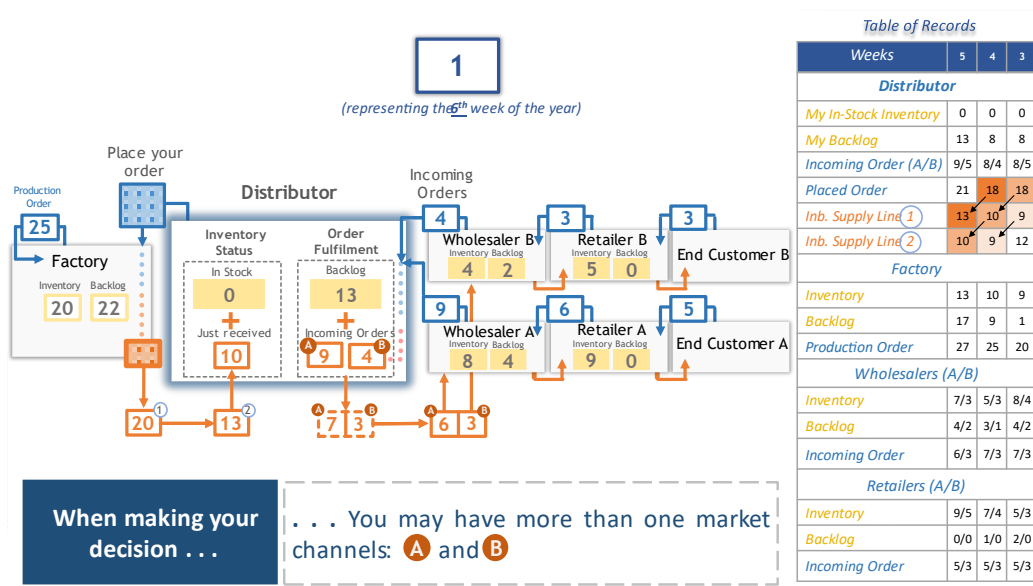 Table of Records
1
(representing the 6th week of the year)
Weeks 5 4 3
Distributor
My In-Stock Inventory 0 0 0
My Backlog 13 8 8
Incoming Order (A/B) 9/5 8/4 8/5
Placed Order 21 18 18
Inb. Supply Line 1 13 10 9
Inb. Supply Line 2 10 9 12
Factory
Inventory 13 10 9
Backlog 17 9 1
Production Order 27 25 20
Wholesalers (A/B)
Inventory 7/3 5/3 8/4
Backlog 4/2 3/1 4/2
Incoming Order 6/3 7/3 7/3
Retailers (A/B)
Inventory 9/5 7/4 5/3
Backlog 0/0 1/0 2/0
Incoming Order 5/3 5/3 5/3
Place your
order
Production
Order
25
Factory
Inventory Backlog
20 22
Distributor
Inventory
Status
In Stock
0
+
Just received
10
Order
Fulfilment
Backlog
13
+
Incoming Orders
A 9 4 B
Incoming
Orders
4 3 3
Wholesaler B
Inventory Backlog
4 2
Retailer B
Inventory Backlog
5 0
End Customer B
9 6 5
Wholesaler A
Inventory Backlog
8 4
Retailer A
Inventory Backlog
9 0
End Customer A
20 1 13 2
A 7 3 B
A 6 3 B
When making your
decision . . .
. . . You may have more than one market
channels: A and B